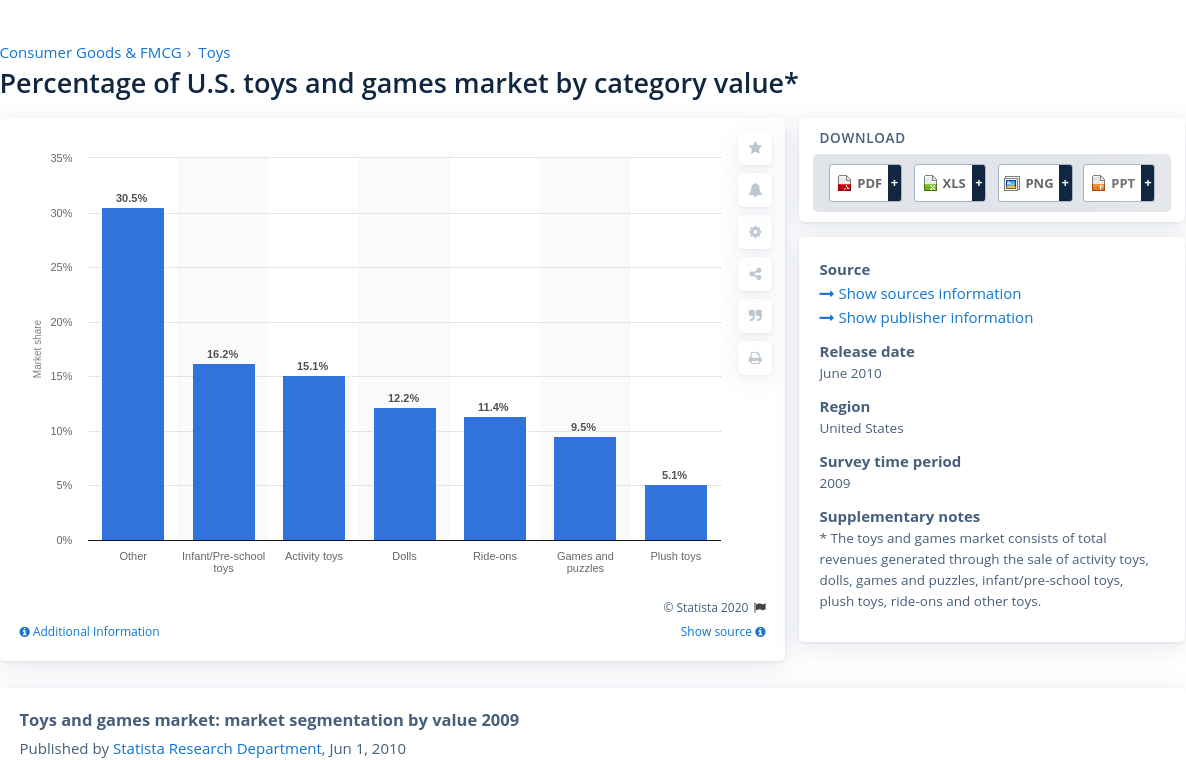 Consumer Goods & FMCG › Toys
Percentage of U.S. toys and games market by category value*
35%
30%
25%
20%
15%
10%
5%
0%
Market share
30.5%
16.2%
15.1%
12.2%
11.4%
9.5%
5.1%
Other
Infant/Pre-school
toys
Activity toys
Dolls
Ride-ons
Games and
puzzles
Plush toys
© Statista 2020
Additional Information
Show source
DOWNLOAD
PDF + XLS + PNG + PPT +
Source
Show sources information
Show publisher information
Release date
June 2010
Region
United States
Survey time period
2009
Supplementary notes
* The toys and games market consists of total
revenues generated through the sale of activity toys,
dolls, games and puzzles, infant/pre-school toys,
plush toys, ride-ons and other toys.
Toys and games market: market segmentation by value 2009
Published by Statista Research Department, Jun 1, 2010